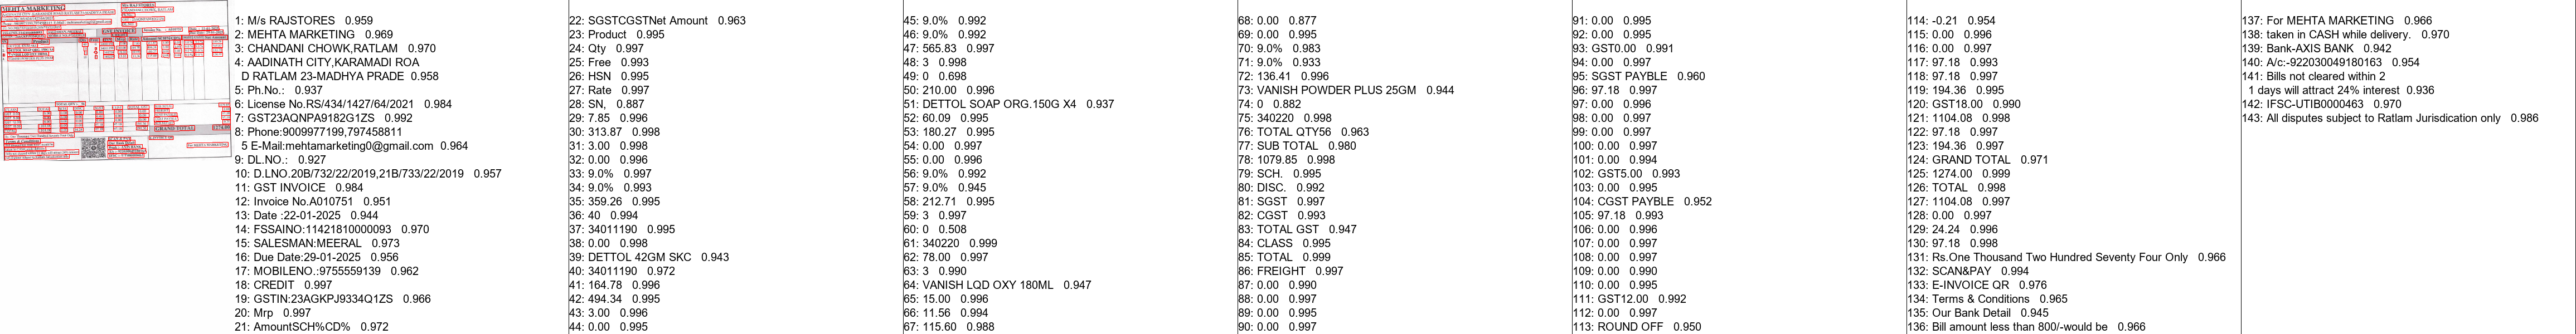 MEHTA MARKETING
1: M/s RAJSTORES 0.959
2: MEHTA MARKETING 0.969
3: CHANDANI CHOWK,RATLAM 0.970
4: AADINATH CITY,KARAMADI ROA
D RATLAM 23-MADHYA PRADE 0.958
5: Ph.No.: 0.937
6: License No.RS/434/1427/64/2021 0.984
7: GST23AQNPA9182G1ZS 0.992
8: Phone:9009977199,797458811
5 E-Mail:mehtamarketing0@gmail.com 0.964
9: DL.NO.: 0.927
10: D.LNO.20B/732/22/2019,21B/733/22/2019 0.957
11: GST INVOICE 0.984
12: Invoice No.A010751 0.951
13: Date :22-01-2025 0.944
14: FSSAINO:11421810000093 0.970
15: SALESMAN:MEERAL 0.973
16: Due Date:29-01-2025 0.956
17: MOBILENO.:9755559139 0.962
18: CREDIT 0.997
19: GSTIN:23AGKPJ9334Q1ZS 0.966
20: Mrp 0.997
21: AmountSCH%CD% 0.972
22: SGSTCGSTNet Amount 0.963
23: Product 0.995
24: Qty 0.997
25: Free 0.993
26: HSN 0.995
27: Rate 0.997
28: SN, 0.887
29: 7.85 0.996
30: 313.87 0.998
31: 3.00 0.998
32: 0.00 0.996
33: 9.0% 0.997
34: 9.0% 0.993
35: 359.26 0.995
36: 40 0.994
37: 34011190 0.995
38: 0.00 0.998
39: DETTOL 42GM SKC 0.943
40: 34011190 0.972
41: 164.78 0.996
42: 494.34 0.995
43: 3.00 0.996
44: 0.00 0.995
45: 9.0% 0.992
46: 9.0% 0.992
47: 565.83 0.997
48: 3 0.998
49: 0 0.698
50: 210.00 0.996
51: DETTOL SOAP ORG.150G X4 0.937
52: 60.09 0.995
53: 180.27 0.995
54: 0.00 0.997
55: 0.00 0.996
56: 9.0% 0.992
57: 9.0% 0.945
58: 212.71 0.995
59: 3 0.997
60: 0 0.508
61: 340220 0.999
62: 78.00 0.997
63: 3 0.990
64: VANISH LQD OXY 180ML 0.947
65: 15.00 0.996
66: 11.56 0.994
67: 115.60 0.988
68: 0.00 0.877
69: 0.00 0.995
70: 9.0% 0.983
71: 9.0% 0.933
72: 136.41 0.996
73: VANISH POWDER PLUS 25GM 0.944
74: 0 0.882
75: 340220 0.998
76: TOTAL QTY56 0.963
77: SUB TOTAL 0.980
78: 1079.85 0.998
79: SCH. 0.995
80: DISC. 0.992
81: SGST 0.997
82: CGST 0.993
83: TOTAL GST 0.947
84: CLASS 0.995
85: TOTAL 0.999
86: FREIGHT 0.997
87: 0.00 0.990
88: 0.00 0.997
89: 0.00 0.995
90: 0.00 0.997
91: 0.00 0.995
92: 0.00 0.995
93: GST0.00 0.991
94: 0.00 0.997
95: SGST PAYBLE 0.960
96: 97.18 0.997
97: 0.00 0.996
98: 0.00 0.997
99: 0.00 0.997
100: 0.00 0.997
101: 0.00 0.994
102: GST5.00 0.993
103: 0.00 0.995
104: CGST PAYBLE 0.952
105: 97.18 0.993
106: 0.00 0.996
107: 0.00 0.997
108: 0.00 0.997
109: 0.00 0.990
110: 0.00 0.995
111: GST12.00 0.992
112: 0.00 0.997
113: ROUND OFF 0.950
114: -0.21 0.954
115: 0.00 0.996
116: 0.00 0.997
117: 97.18 0.993
118: 97.18 0.997
119: 194.36 0.995
120: GST18.00 0.990
121: 1104.08 0.998
122: 97.18 0.997
123: 194.36 0.997
124: GRAND TOTAL 0.971
125: 1274.00 0.999
126: TOTAL 0.998
127: 1104.08 0.997
128: 0.00 0.997
129: 24.24 0.996
130: 97.18 0.998
131: Rs.One Thousand Two Hundred Seventy Four Only 0.966
132: SCAN&PAY 0.994
133: E-INVOICE QR 0.976
134: Terms & Conditions 0.965
135: Our Bank Detail 0.945
136: Bill amount less than 800/-would be 0.966
137: For MEHTA MARKETING 0.966
138: taken in CASH while delivery. 0.970
139: Bank-AXIS BANK 0.942
140: A/c:-922030049180163 0.954
141: Bills not cleared within 2
1 days will attract 24% interest 0.936
142: IFSC-UTIB0000463 0.970
143: All disputes subject to Ratlam Jurisdication only 0.986